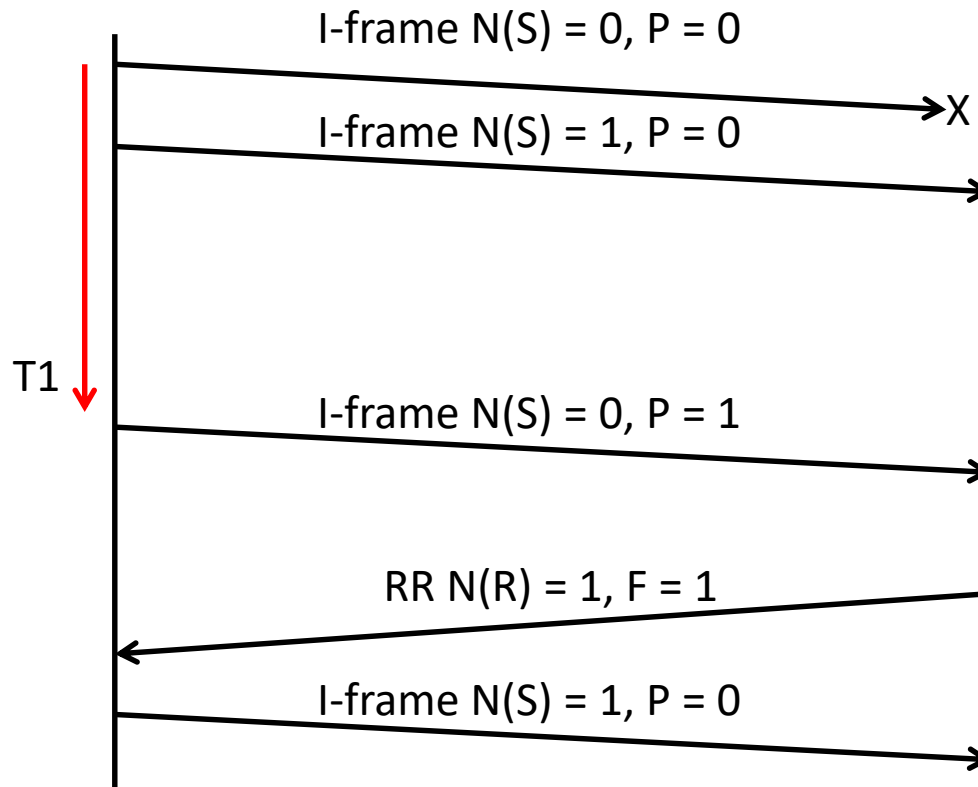 I-frame N(S) = 0, P = 0
X
I-frame N(S) = 1, P = 0
T1
I-frame N(S) = 0, P = 1
RR N(R) = 1, F = 1
I-frame N(S) = 1, P = 0